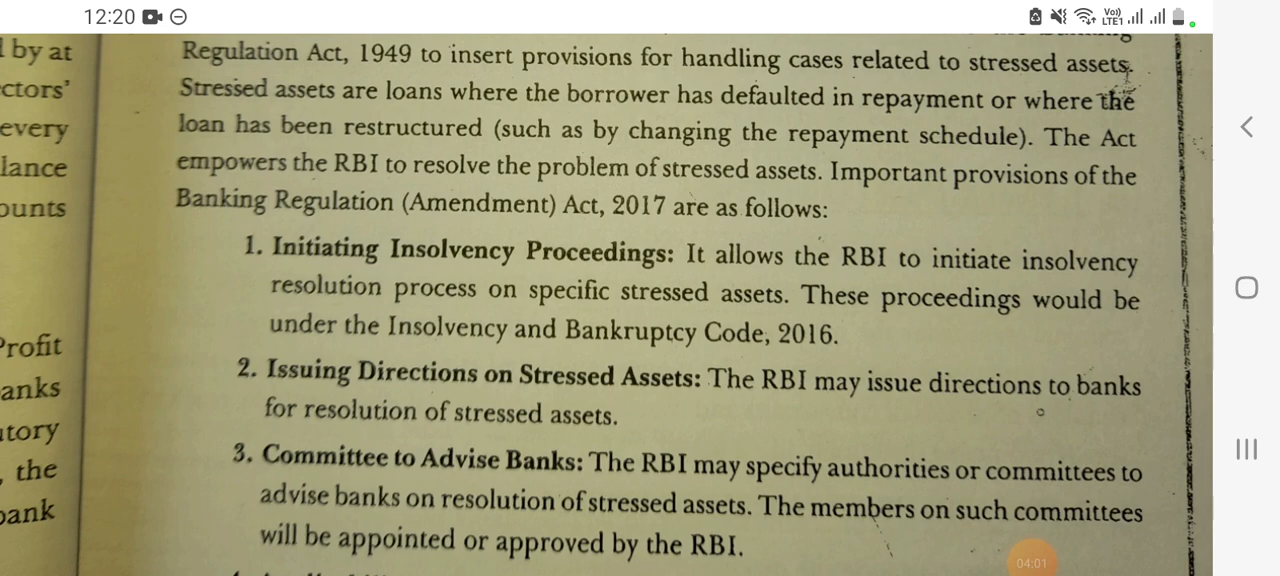 12:20
Vo))
LTE1
l by at
ctors'
every
lance
ounts
Profit
anks
utory
, the
bank
Regulation Act, 1949 to insert provisions for handling cases related to stressed assets.
Stressed assets are loans where the borrower has defaulted in repayment or where the
loan has been restructured (such as by changing the repayment schedule). The Act
empowers the RBI to resolve the problem of stressed assets. Important provisions of the
Banking Regulation (Amendment) Act, 2017 are as follows:
1. Initiating Insolvency Proceedings: It allows the RBI to initiate insolvency
resolution process on specific stressed assets. These proceedings would be
under the Insolvency and Bankruptcy Code, 2016.
2. Issuing Directions on Stressed Assets: The RBI may issue directions to banks
for resolution of stressed assets.
3. Committee to Advise Banks: The RBI may specify authorities or committees to
advise banks on resolution of stressed assets. The members on such committees
will be appointed or approved by the RBI.
04:01